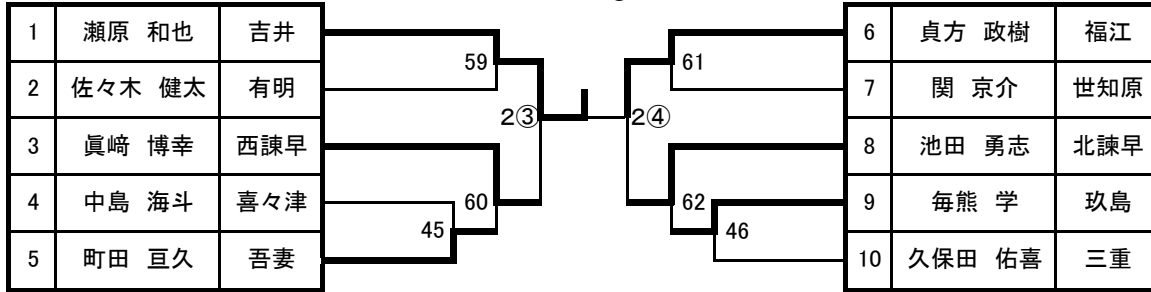 1 瀬原 和也 吉井
2 佐々木 健太 有明
3 眞﨑 博幸 西諫早
4 中島 海斗 喜々津
5 町田 亘久 吾妻
59
2③
60
45
61
2④
62
46
6 貞方 政樹 福江
7 関 京介 世知原
8 池田 勇志 北諫早
9 毎熊 学 玖島
10 久保田 佑喜 三重